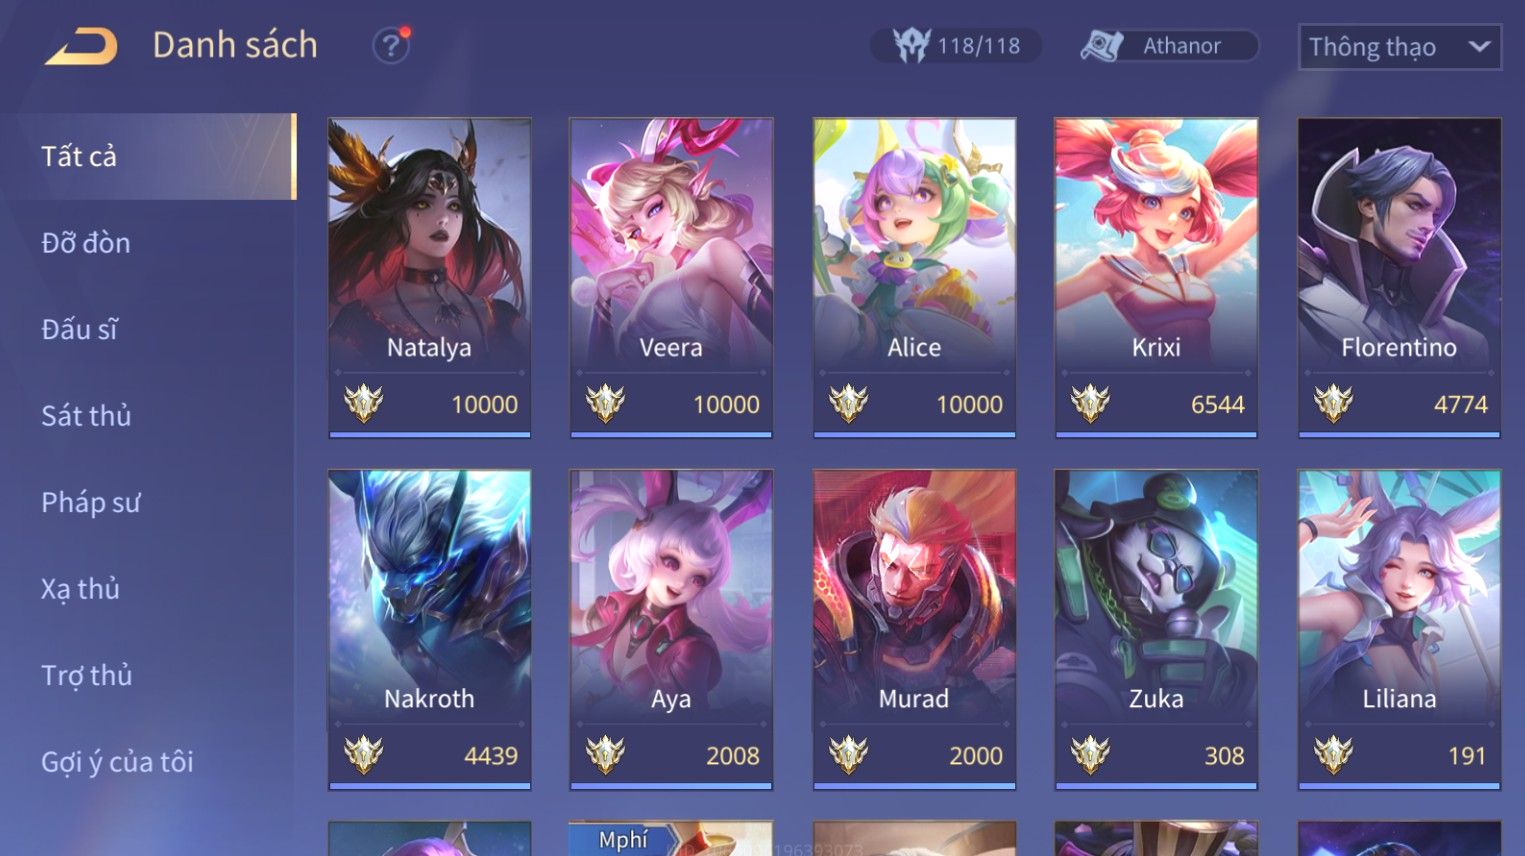 Danh sách
?
118/118
Athanor
Thông thạo
Tất cả
Đỡ đòn
Đấu sĩ
Sát thủ
Pháp sư
Xạ thủ
Trợ thủ
Gợi ý của tôi
Natalya
Veera
Alice
Krixi
Florentino
10000
10000
10000
6544
4774
Nakroth
Aya
Murad
Zuka
Liliana
4439
2008
2000
308
191
Mphí